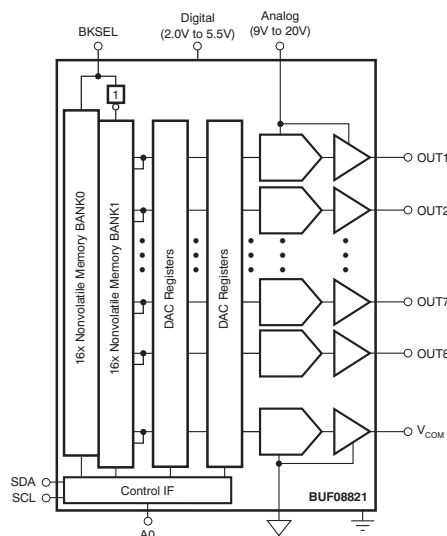 BKSEL
Digital
(2.0V to 5.5V)
Analog
(9V to 20V)
1
16x Nonvolatile Memory BANK0
16x Nonvolatile Memory BANK1
DAC Registers
DAC Registers
OUT1
OUT2
OUT7
OUT8
VCOM
SDA
SCL
Control IF
BUF08821
A0